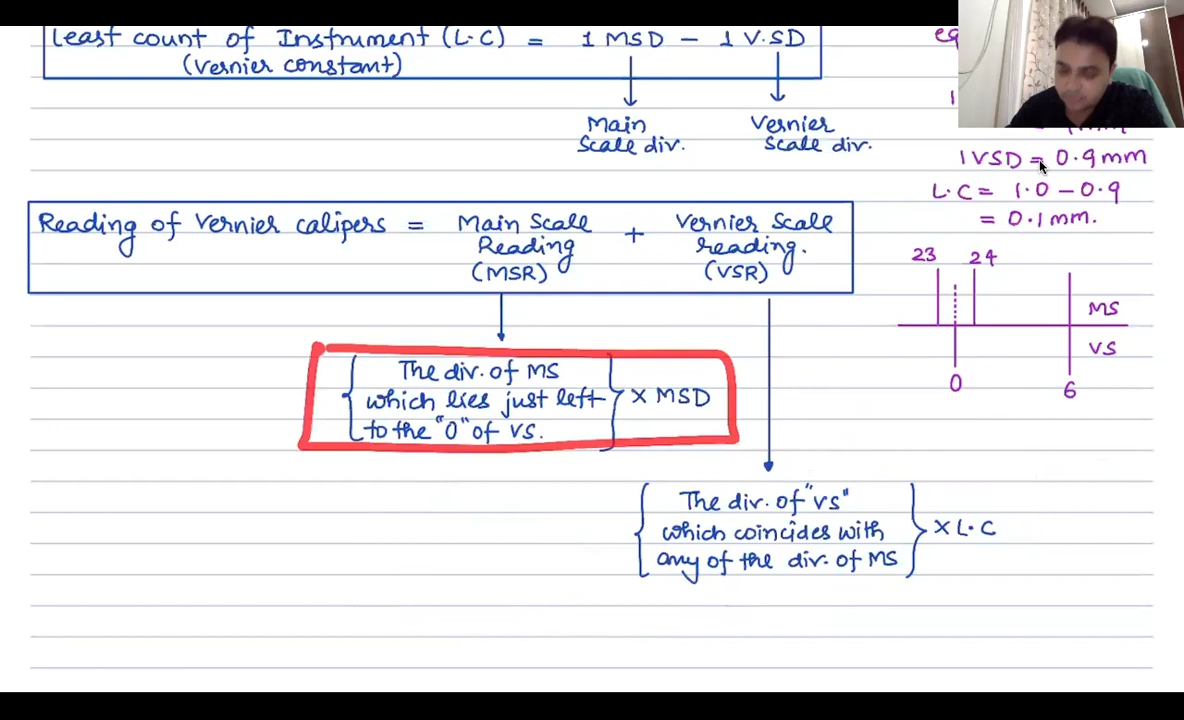 Least count of Instrument (L.C) = 1 MSD - 1 V.SD
(Vernier constant)
Main
Scale div.
Vernier
Scale div.
1VSD = 0.9mm
L.C = 1.0 - 0.9
= 0.1mm.
Reading of Vernier calipers = Main Scale Reading (MSR) + Vernier Scale reading. (VSR)
23 24
MS
VS
0 6
The div. of MS
which lies just left
to the "0" of VS.
X MSD
The div. of "VS"
which coincides with
any of the div. of MS
X L.C